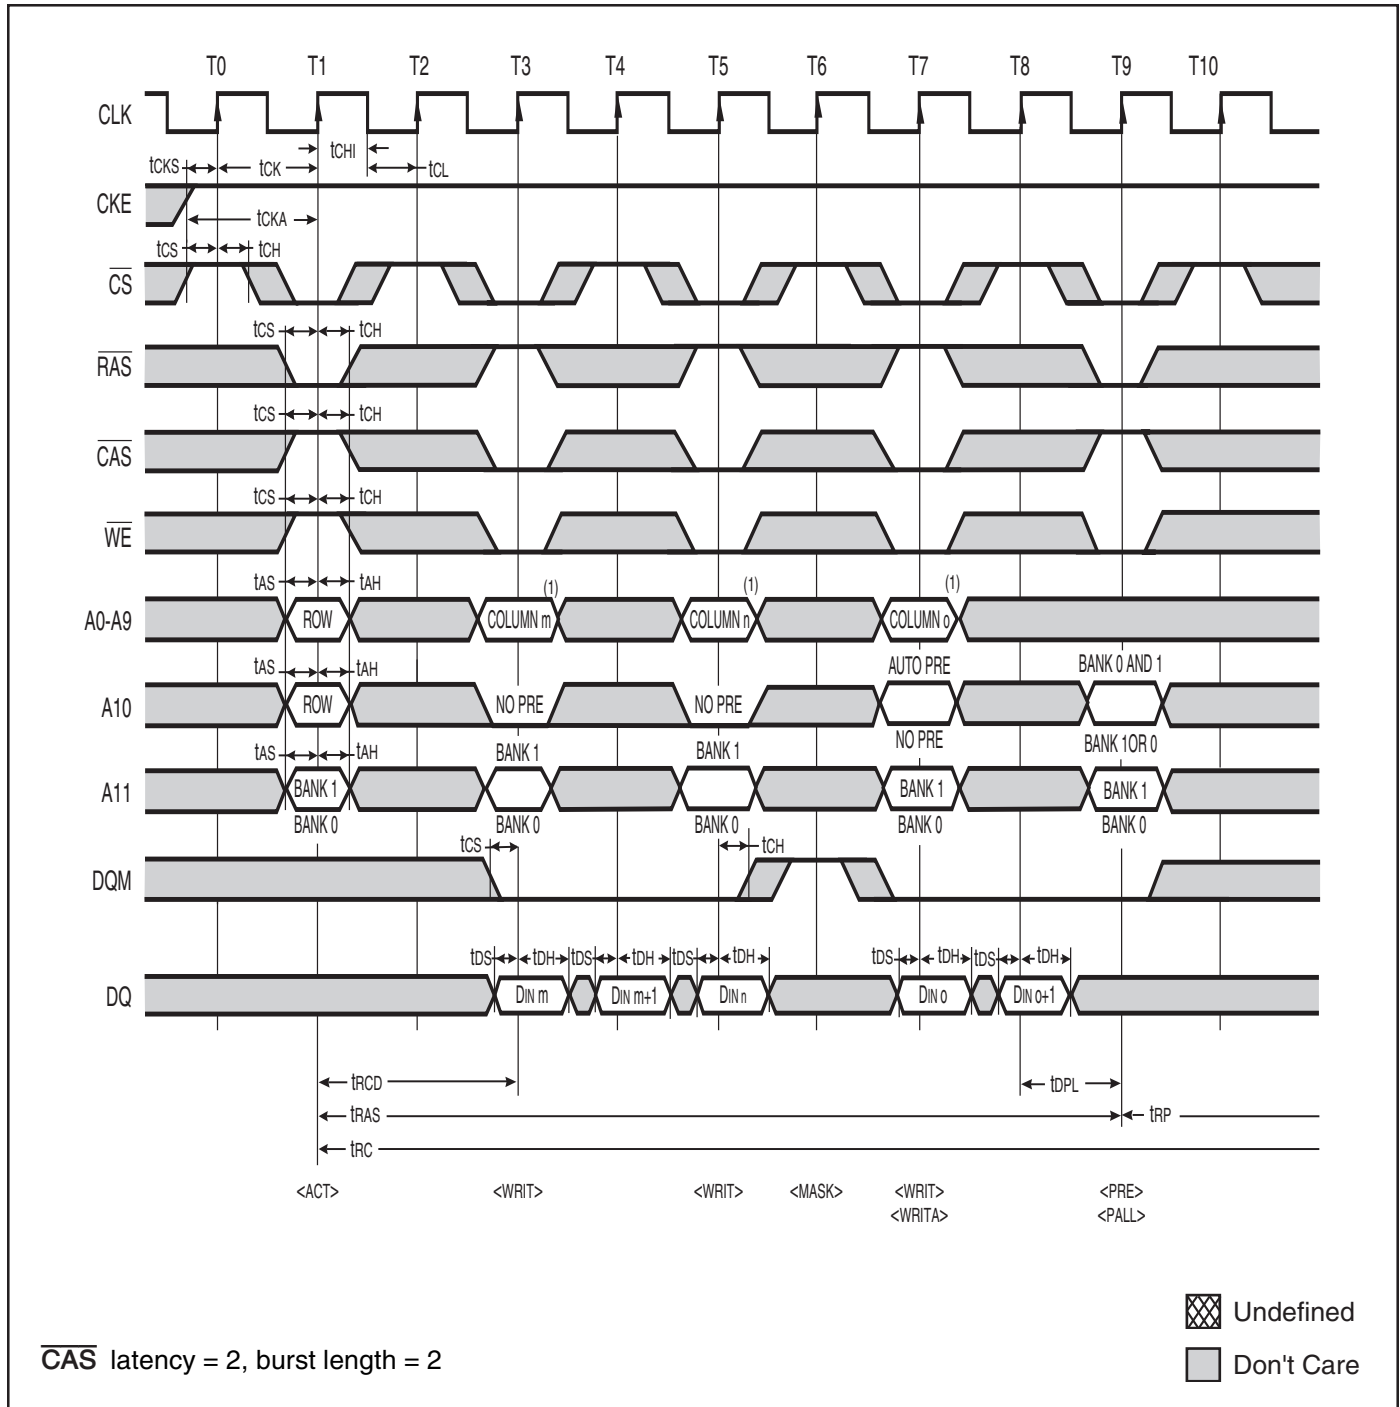 T0 T1 T2 T3 T4 T5 T6 T7 T8 T9 T10
CLK
tCHI
tCKS tCK tCL
CKE
tCKA
tCS tCH
CS
tCS tCH
RAS
tCS tCH
CAS
tCS tCH
WE
tAS tAH (1) (1) (1)
A0-A9 ROW COLUMN m COLUMN n COLUMN o
tAS tAH AUTO PRE BANK 0 AND 1
A10 ROW NO PRE NO PRE
NO PRE BANK 1OR 0
tAS tAH BANK 1 BANK 1
A11 BANK 1 BANK 1 BANK 1
BANK 0 BANK 0 BANK 0 BANK 0 BANK 0
tCS tCH
DQM
tDS tDH tDS tDH tDS tDH tDS tDH tDS tDH
DQ DIN m DIN m+1 DIN n DIN o DIN o+1
tRCD tDPL
tRAS tRP
tRC
<ACT> <WRIT> <WRIT> <MASK> <WRIT> <PRE>
<WRITA> <PALL>
Undefined
CAS latency = 2, burst length = 2
Don't Care